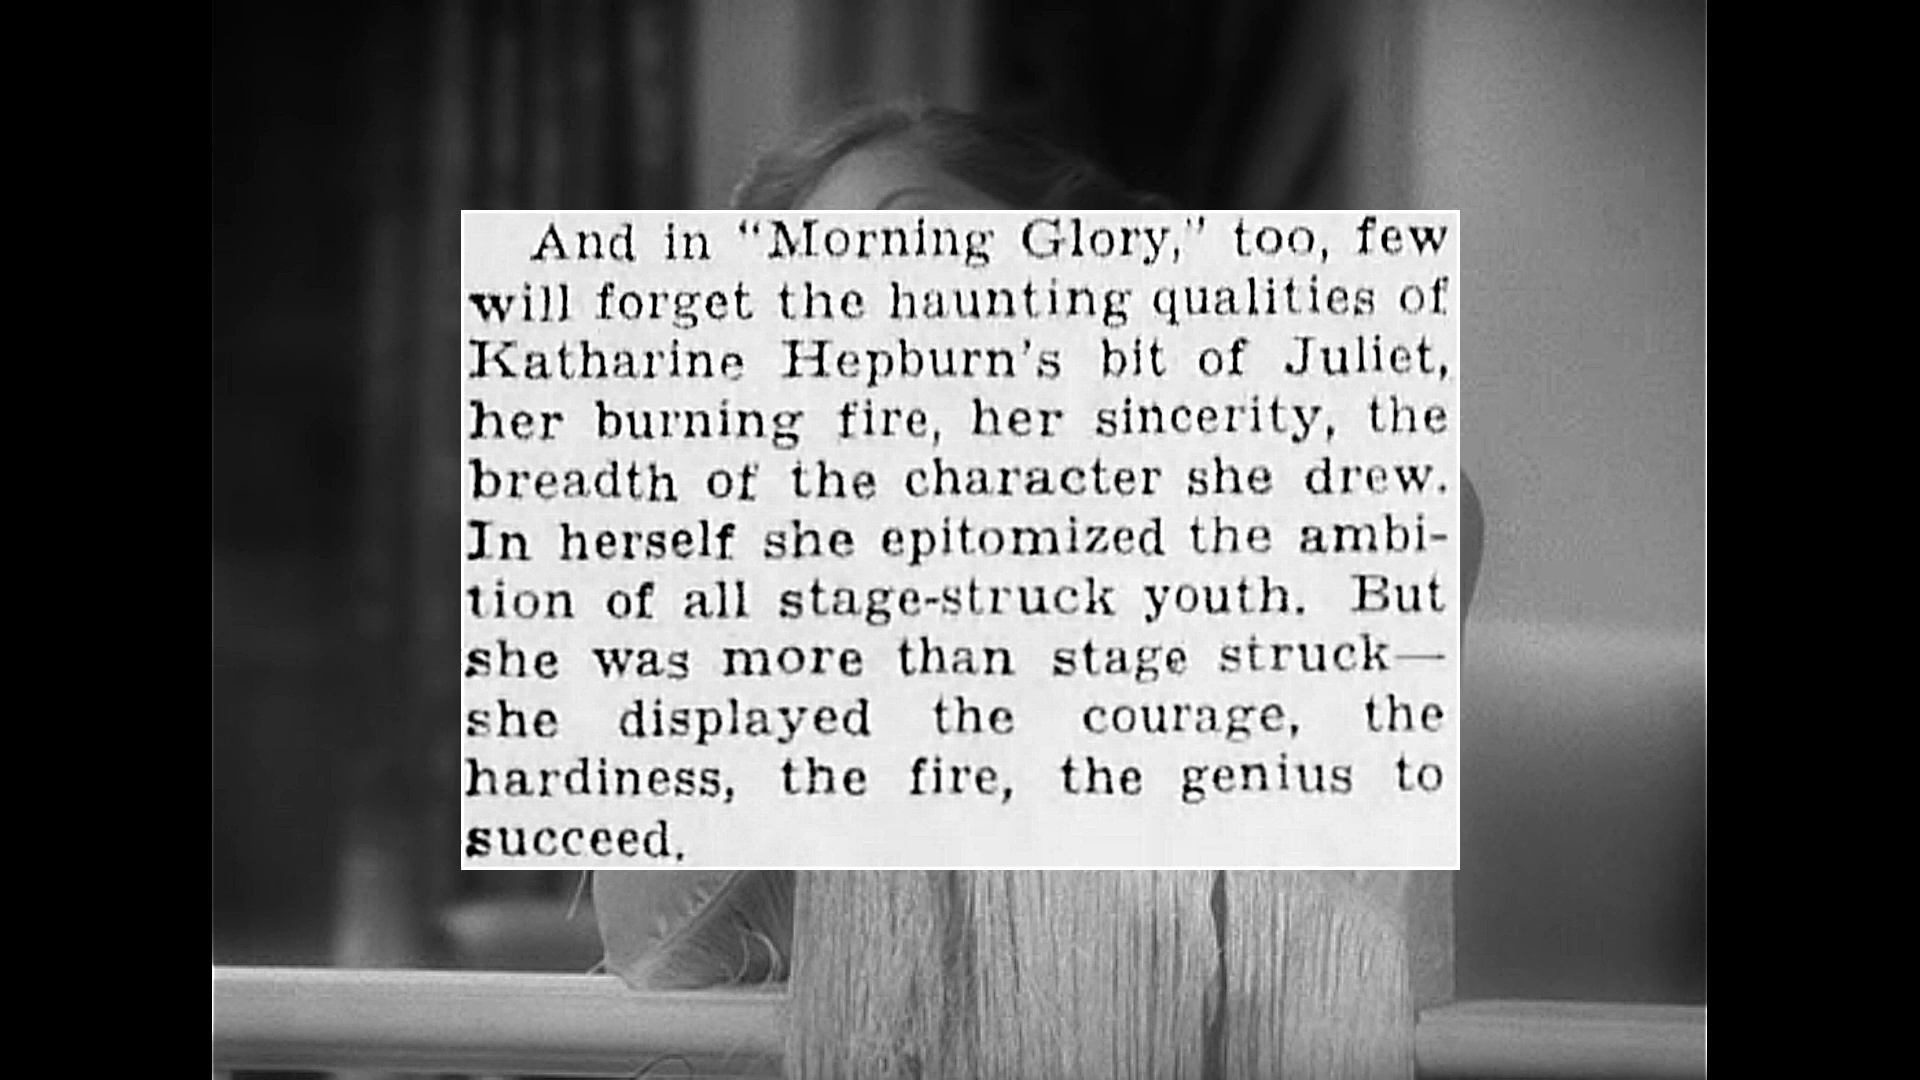 And in "Morning Glory," too, few
will forget the haunting qualities of
Katharine Hepburn's bit of Juliet,
her burning fire, her sincerity, the
breadth of the character she drew.
In herself she epitomized the ambi-
tion of all stage-struck youth. But
she was more than stage struck—
she displayed the courage, the
hardiness, the fire, the genius to
succeed.